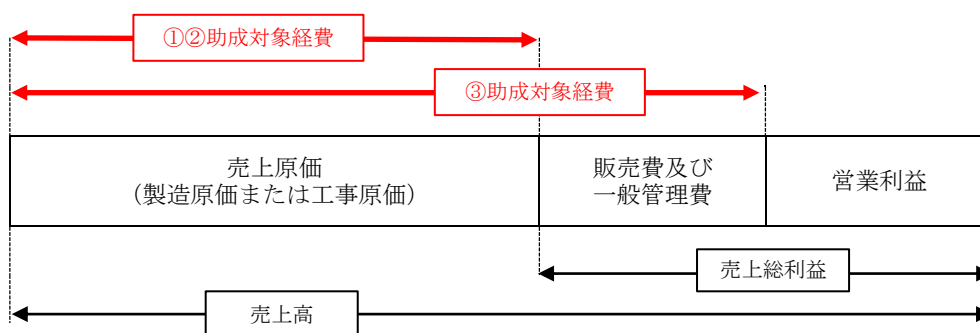 ①②助成対象経費
③助成対象経費
売上原価
（製造原価または工事原価）
販売費及び
一般管理費
営業利益
売上総利益
売上高